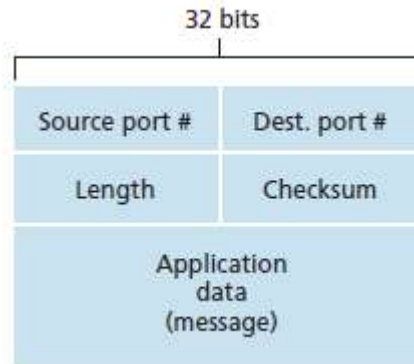 32 bits
Source port # Dest. port #
Length Checksum
Application
data
(message)